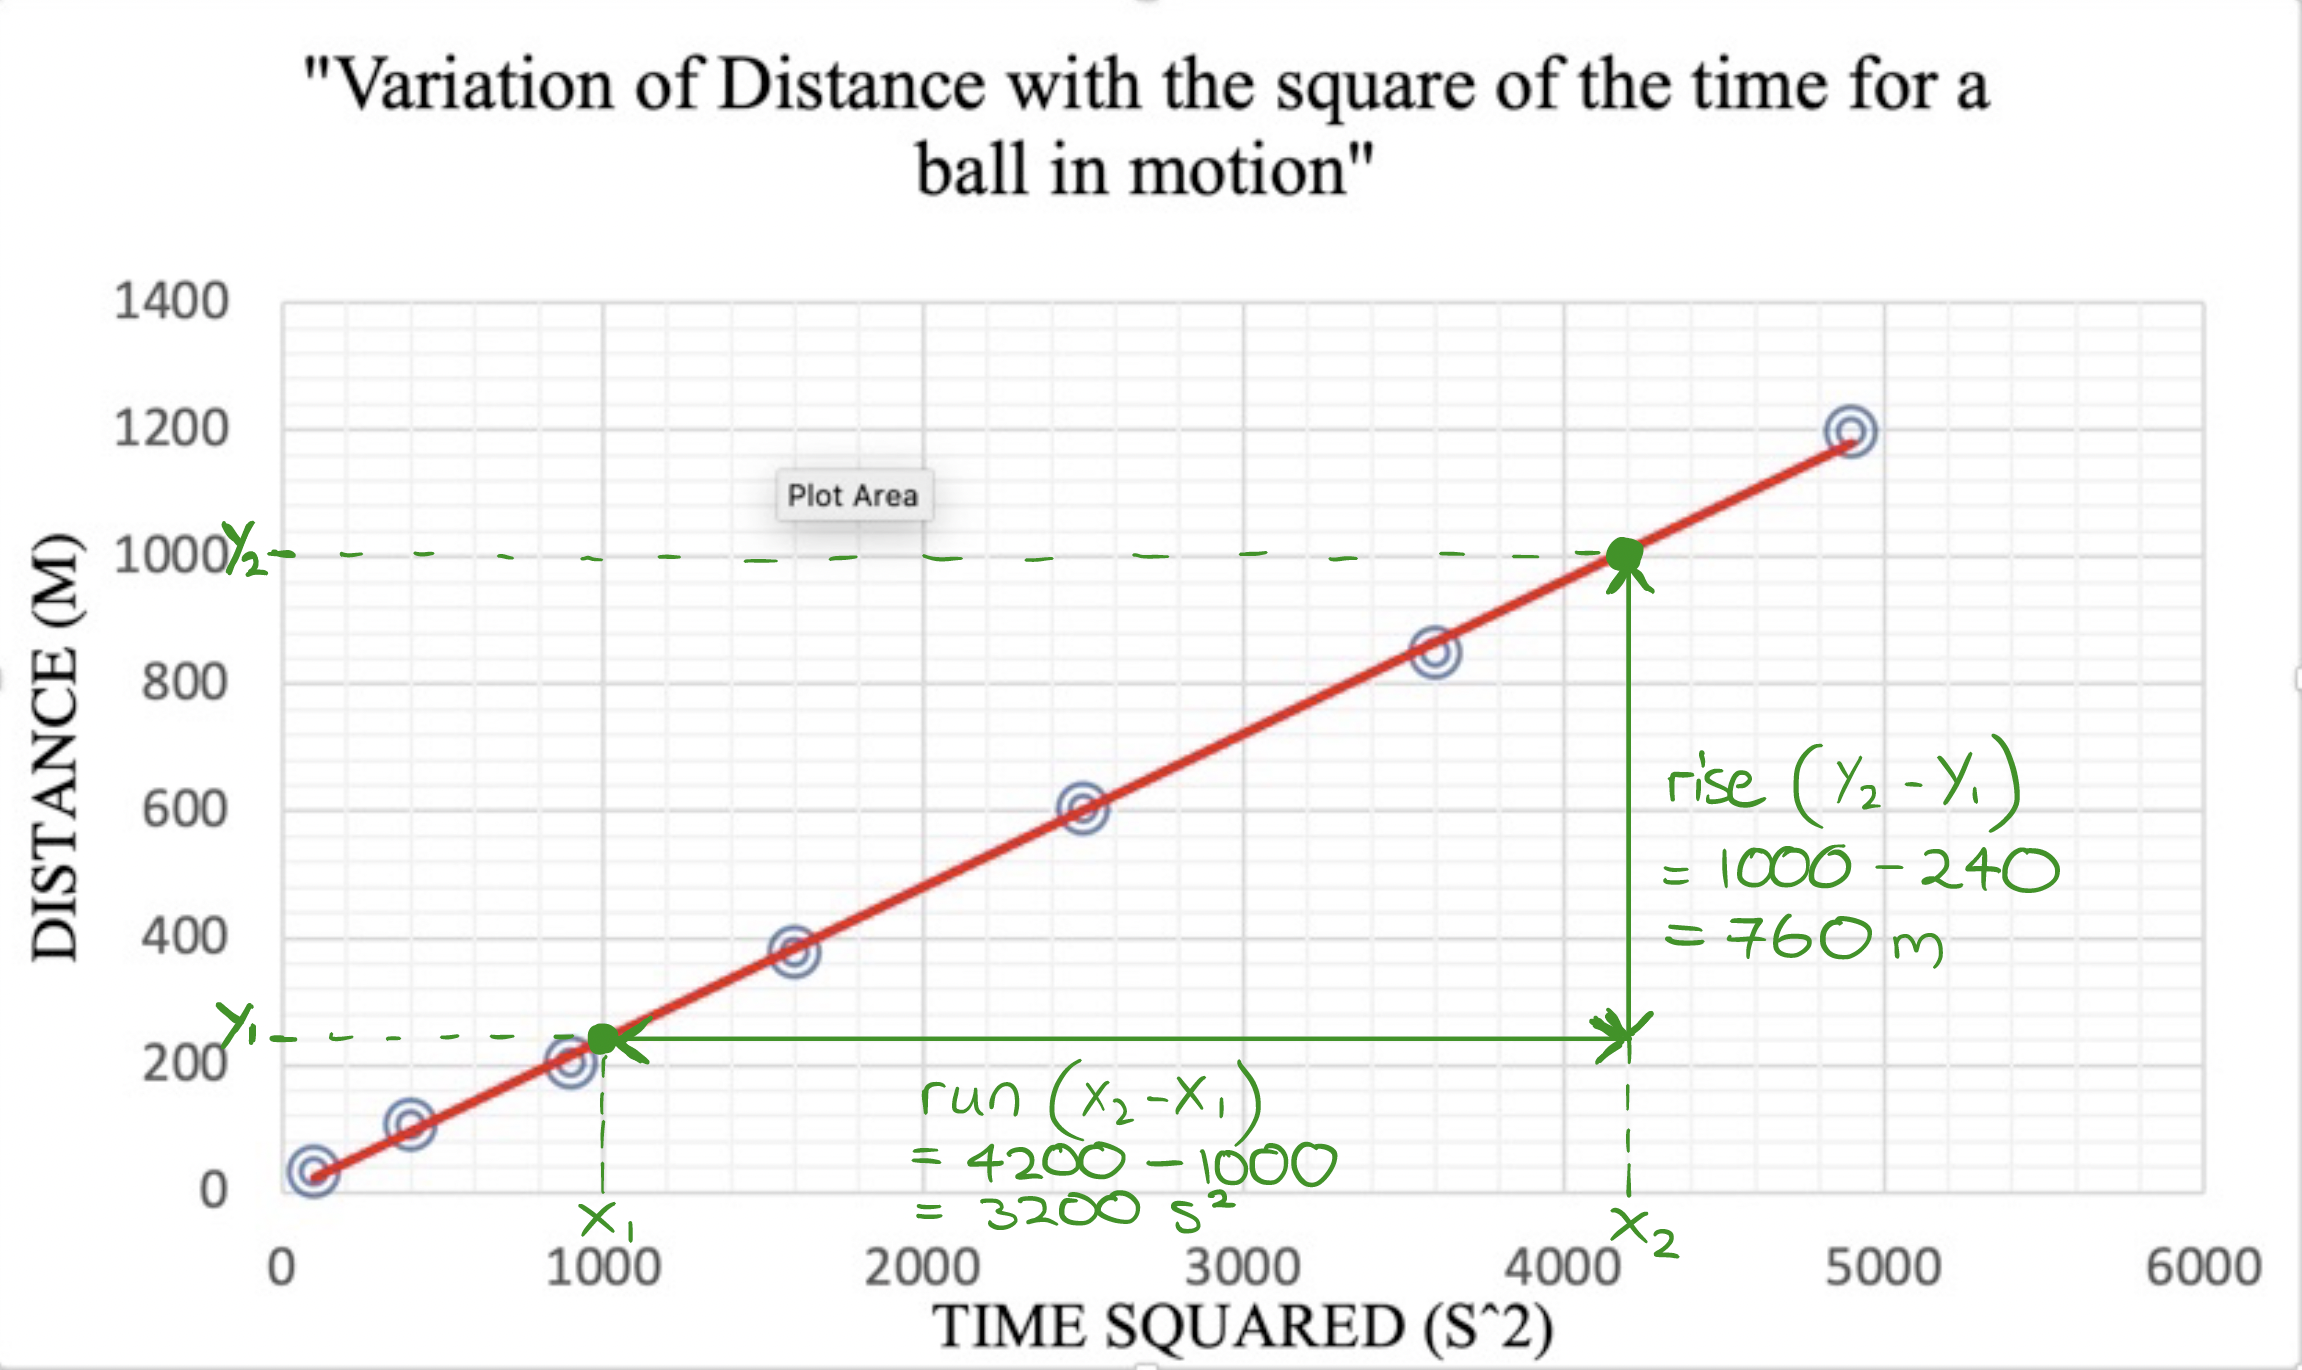 "Variation of Distance with the square of the time for a
ball in motion"
1400
1200
Plot Area
Y₂
1000
DISTANCE (M)
800
rise (Y₂ - Y₁)
= 1000 - 240
= 760 m
600
400
Y₁
200
run (X₂ - X₁)
= 4200 - 1000
= 3200 s²
0
X₁
X₂
0 1000 2000 3000 4000 5000 6000
TIME SQUARED (S^2)